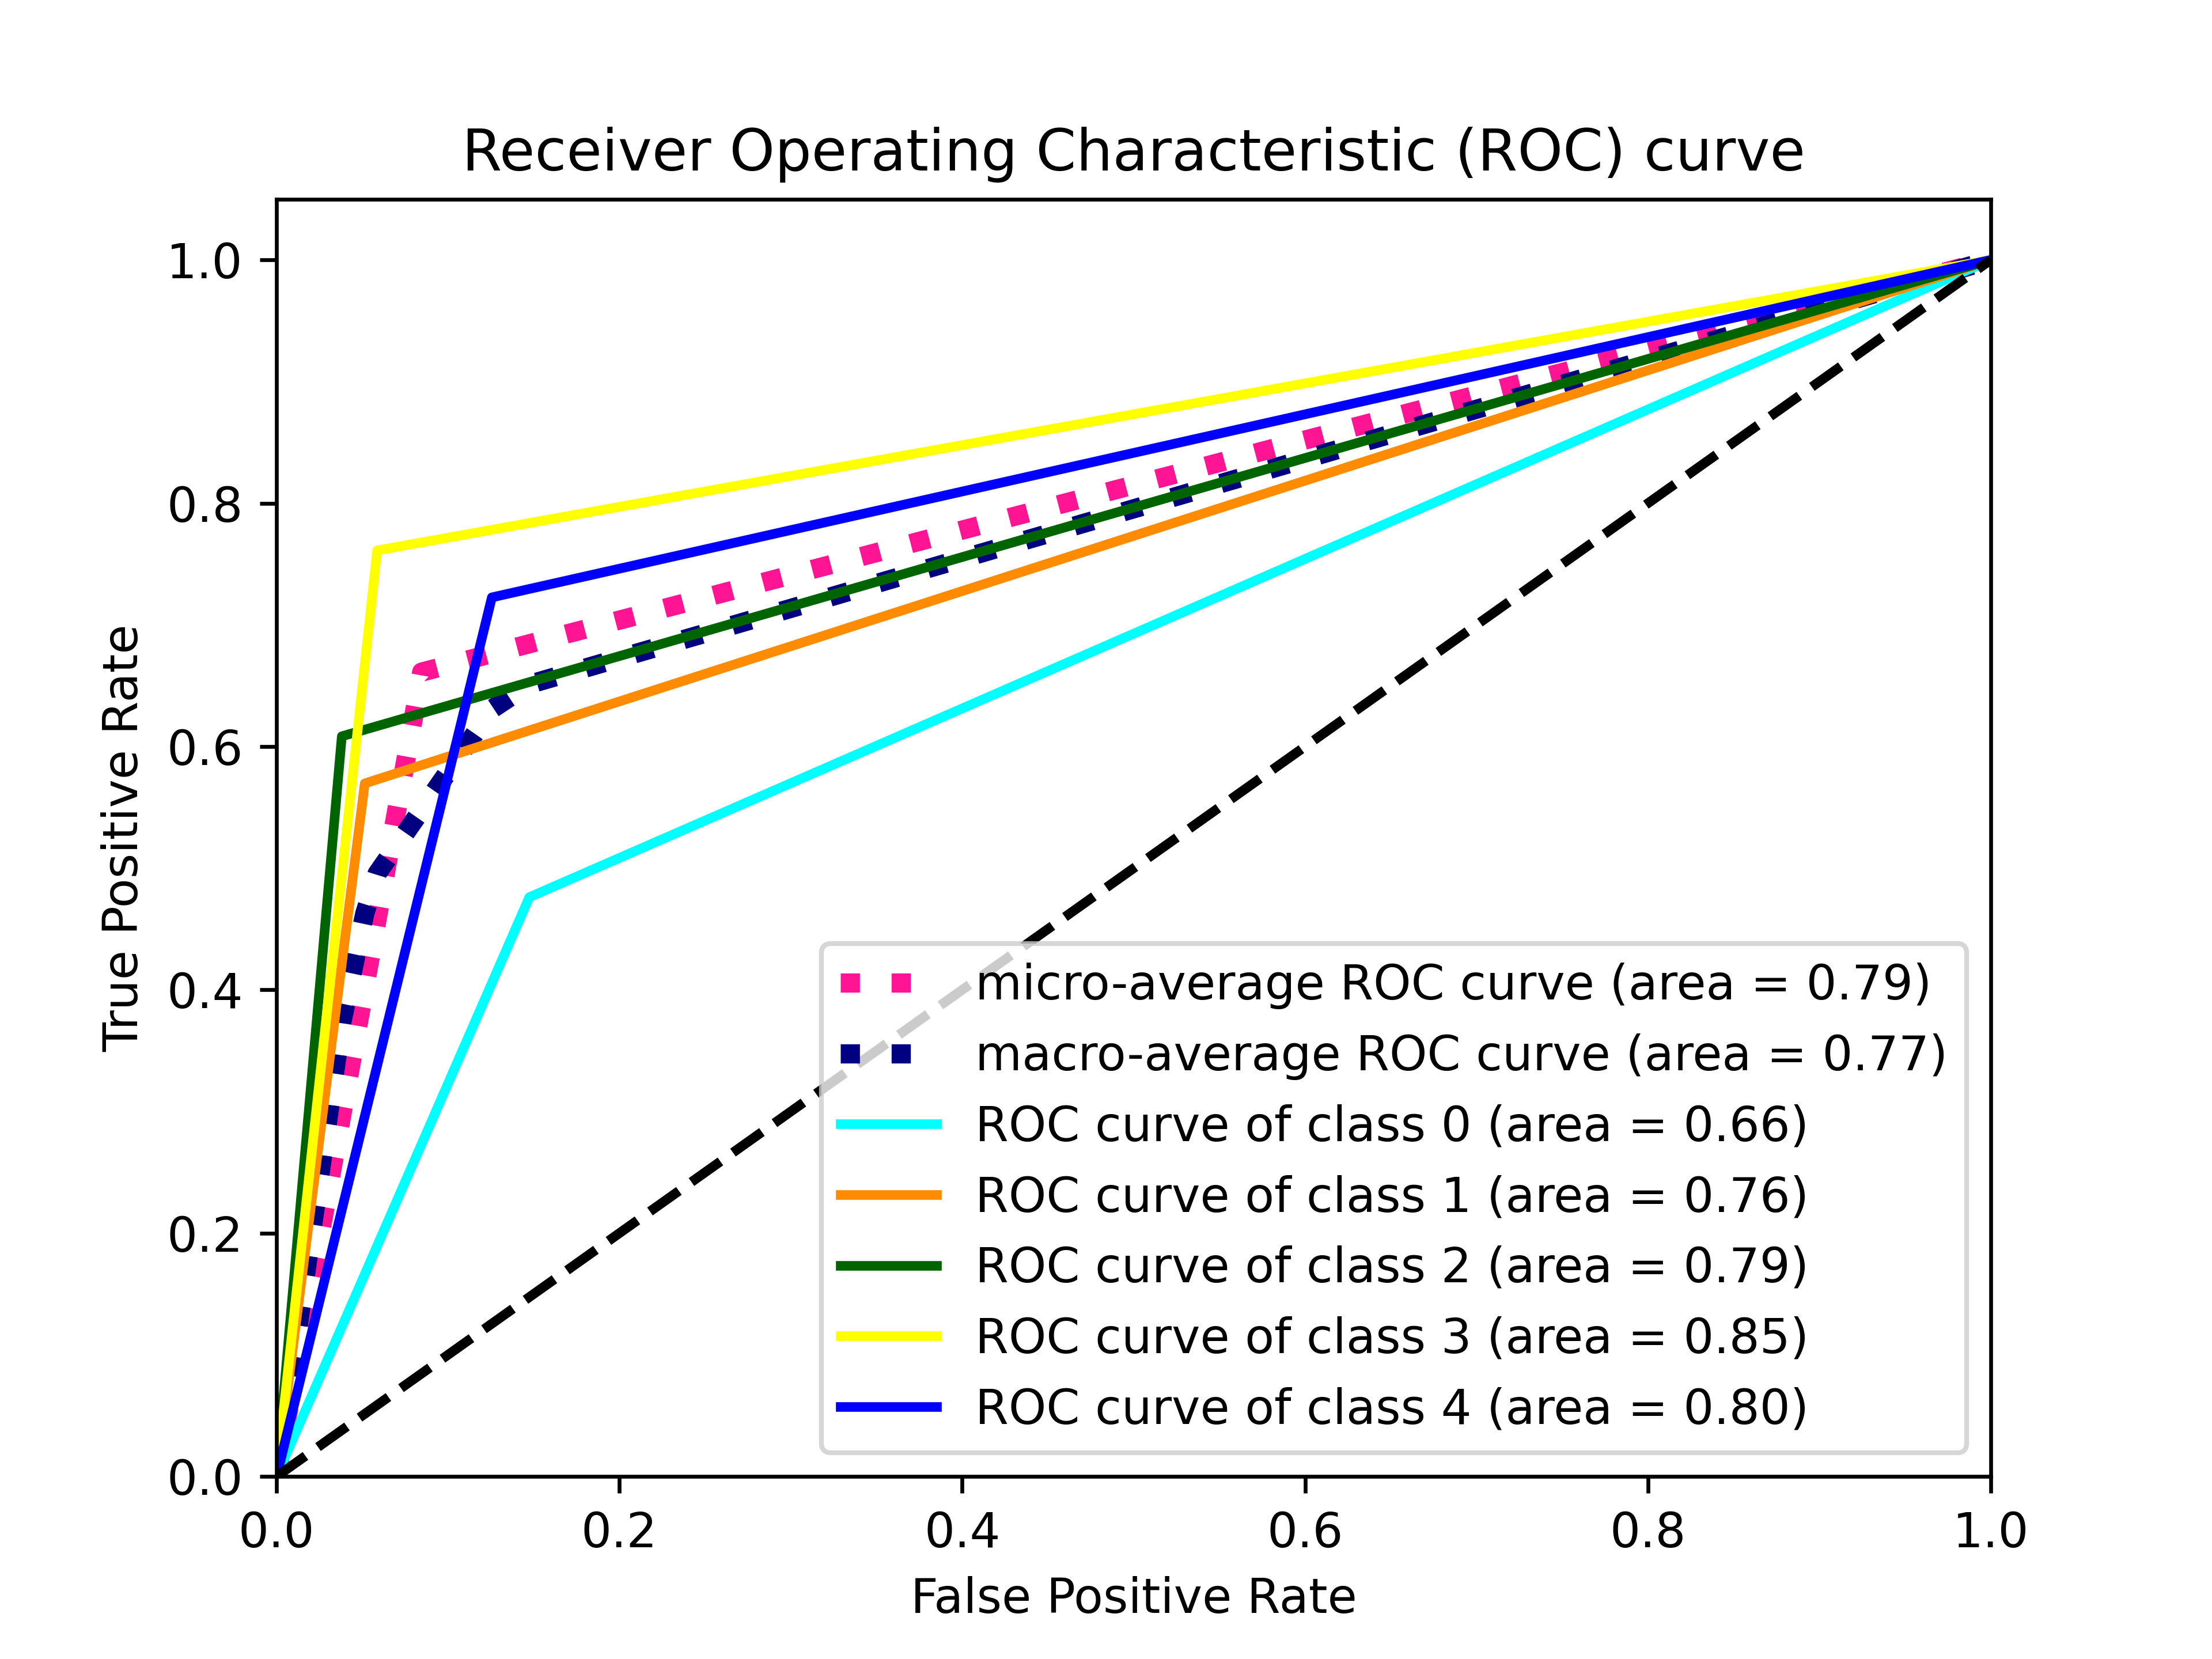 Receiver Operating Characteristic (ROC) curve
1.0
0.8
0.6
0.4
0.2
0.0
True Positive Rate
micro-average ROC curve (area = 0.79)
macro-average ROC curve (area = 0.77)
ROC curve of class 0 (area = 0.66)
ROC curve of class 1 (area = 0.76)
ROC curve of class 2 (area = 0.79)
ROC curve of class 3 (area = 0.85)
ROC curve of class 4 (area = 0.80)
0.0 0.2 0.4 0.6 0.8 1.0
False Positive Rate